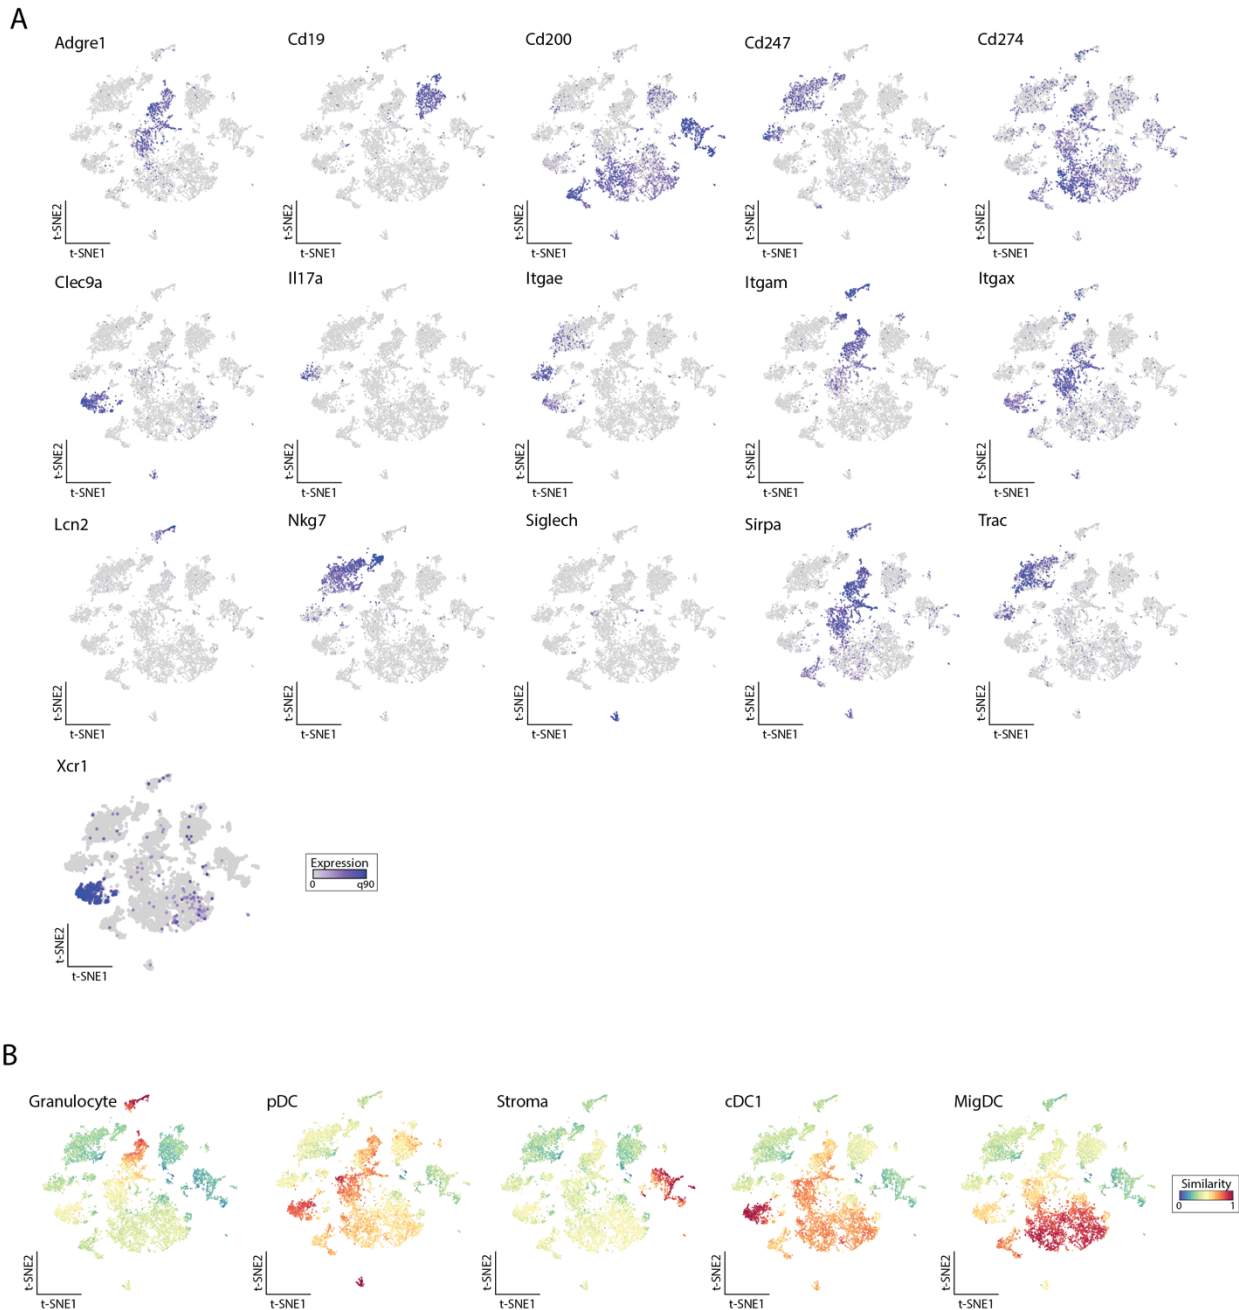 A
Adgre1 Cd19 Cd200 Cd247 Cd274
t-SNE2 t-SNE2 t-SNE2 t-SNE2 t-SNE2
t-SNE1 t-SNE1 t-SNE1 t-SNE1 t-SNE1
Clec9a Il17a Itgae Itgam Itgax
t-SNE2 t-SNE2 t-SNE2 t-SNE2 t-SNE2
t-SNE1 t-SNE1 t-SNE1 t-SNE1 t-SNE1
Lcn2 Nkg7 Siglech Sirpa Trac
t-SNE2 t-SNE2 t-SNE2 t-SNE2 t-SNE2
t-SNE1 t-SNE1 t-SNE1 t-SNE1 t-SNE1
Xcr1
Expression
0 q90
t-SNE2
t-SNE1
B
Granulocyte pDC Stroma cDC1 MigDC
Similarity
0 1
t-SNE2 t-SNE2 t-SNE2 t-SNE2 t-SNE2
t-SNE1 t-SNE1 t-SNE1 t-SNE1 t-SNE1